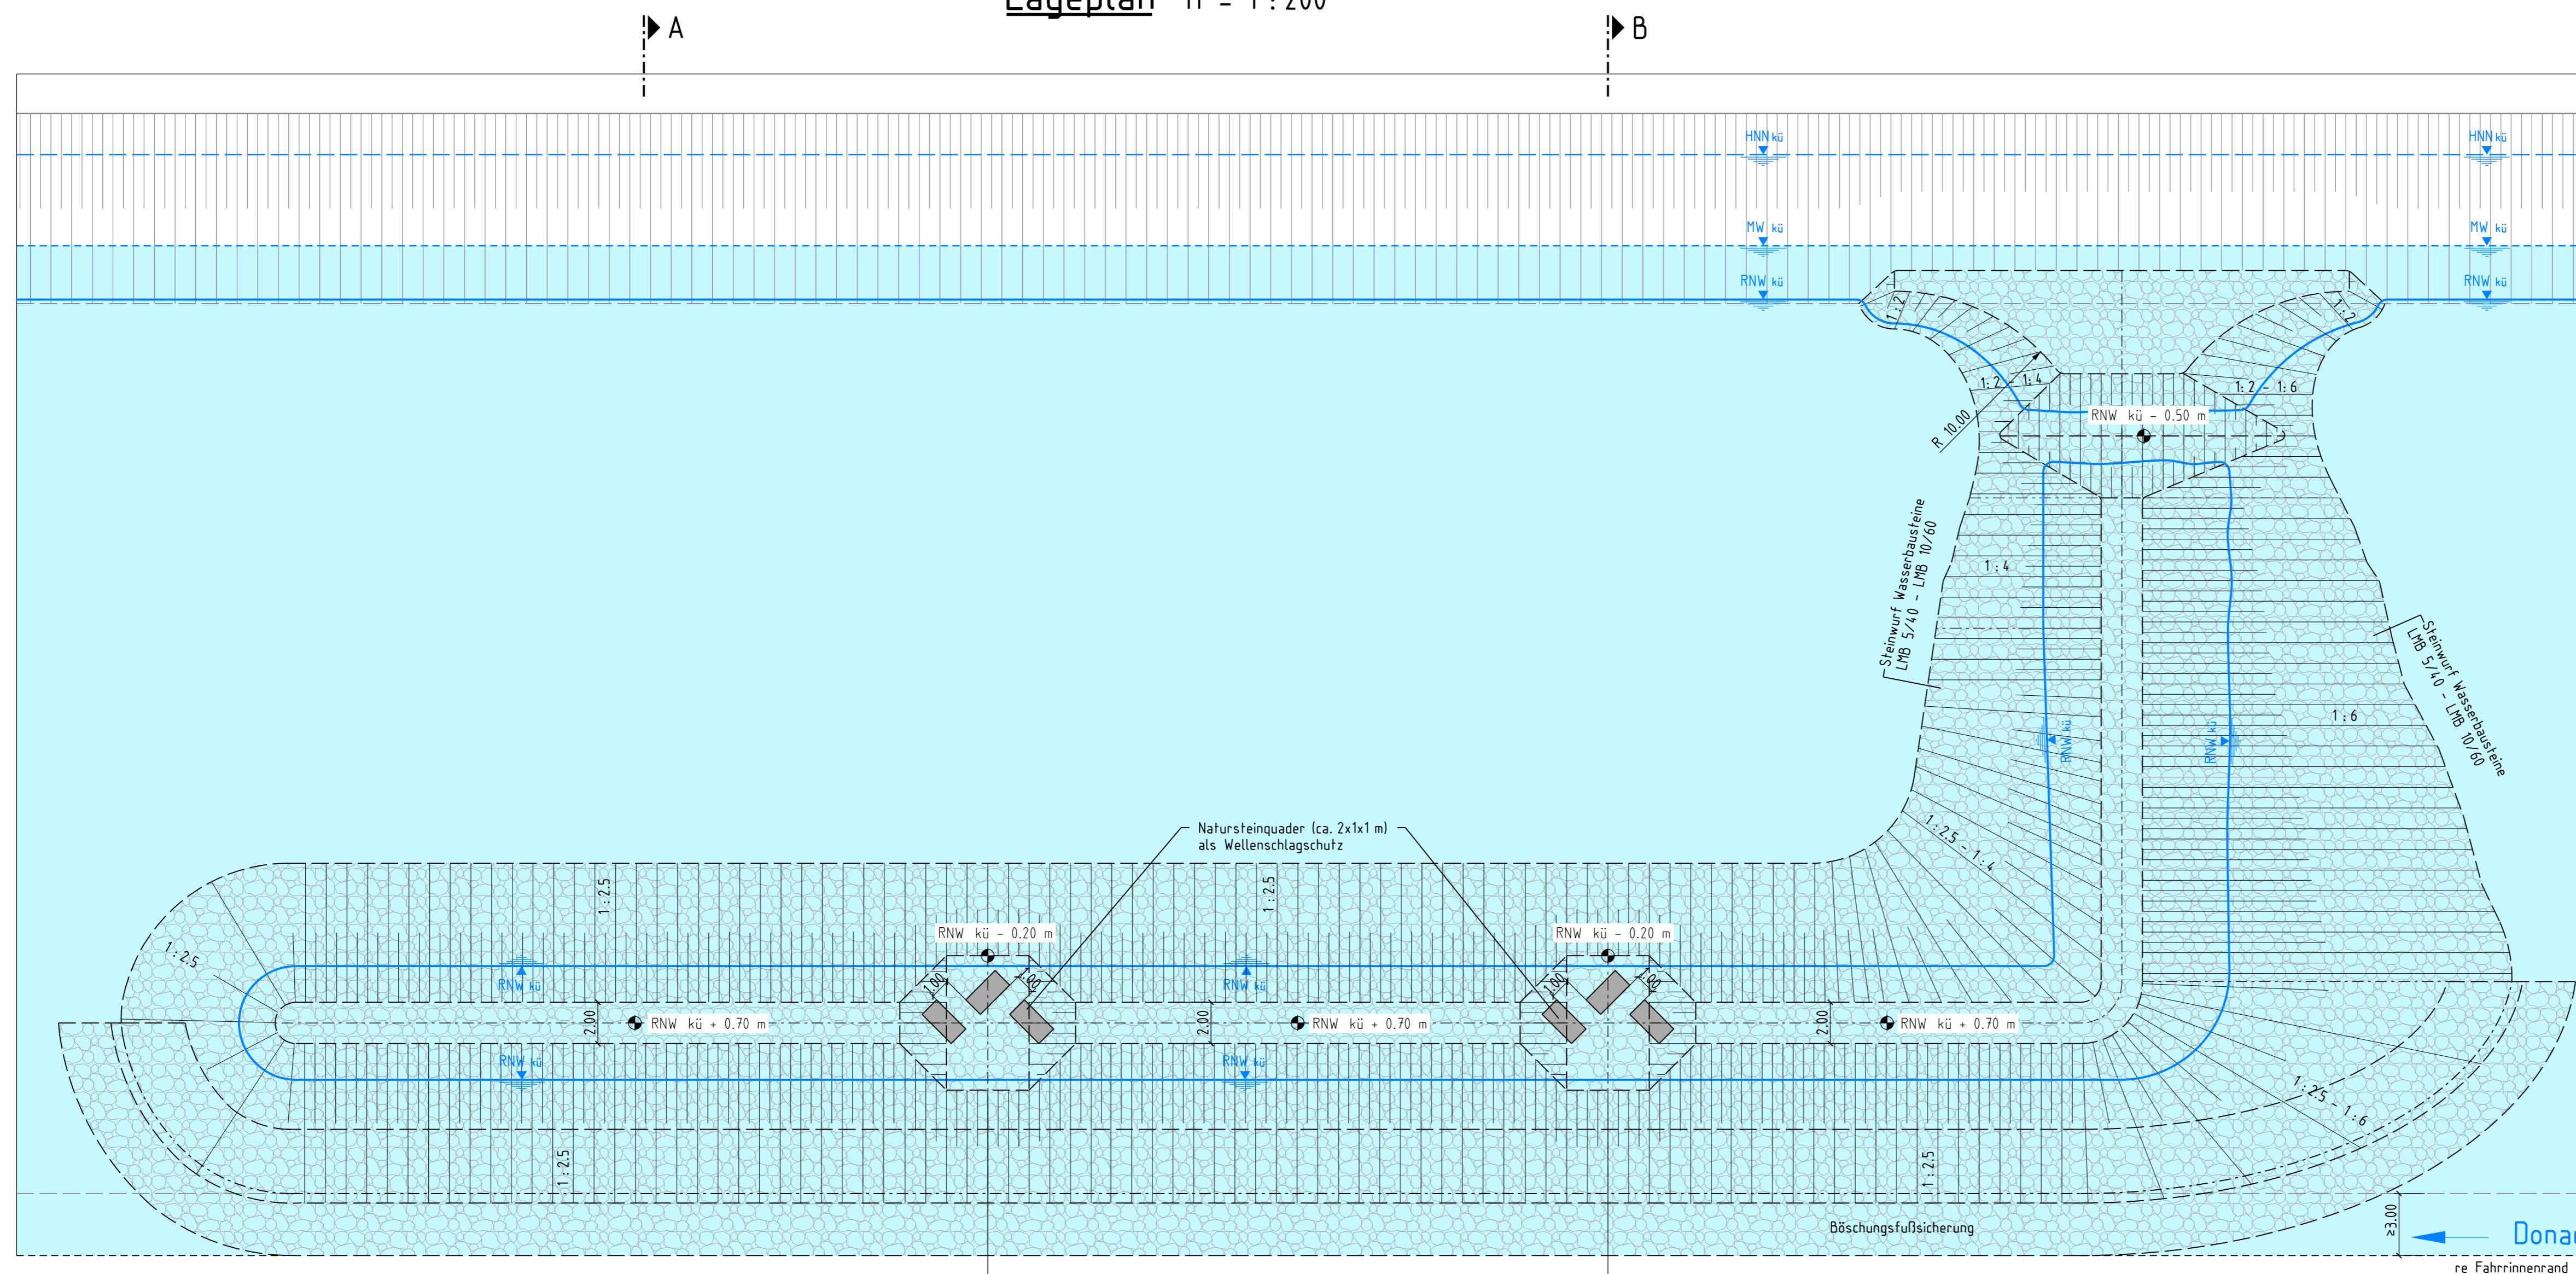 Lageplan M = 1 : 200
A
B
HNN kü
HNN kü
MW kü
MW kü
RNW kü
RNW kü
1:2
1:2
1:2 - 1:4
1:2 - 1:6
R 10.00
RNW kü - 0.50 m
Steinwurf Wasserbausteine
LMB 5/40 - LMB 10/60
1:4
Steinwurf Wasserbausteine
LMB 5/40 - LMB 10/60
1:6
RNW kü
RNW kü
1:2.5 - 1:4
Natursteinquader (ca. 2x1x1 m)
als Wellenschlagschutz
1:2.5
1:2.5
1:2.5
RNW kü - 0.20 m
RNW kü - 0.20 m
RNW kü
RNW kü
1.00
1.00
1.00
1.00
2.00
RNW kü + 0.70 m
2.00
RNW kü + 0.70 m
2.00
RNW kü + 0.70 m
RNW kü
RNW kü
1:2.5 - 1:6
1:2.5
1:2.5
Böschungsfußsicherung
≥3.00
Donau
re Fahrrinnenrand